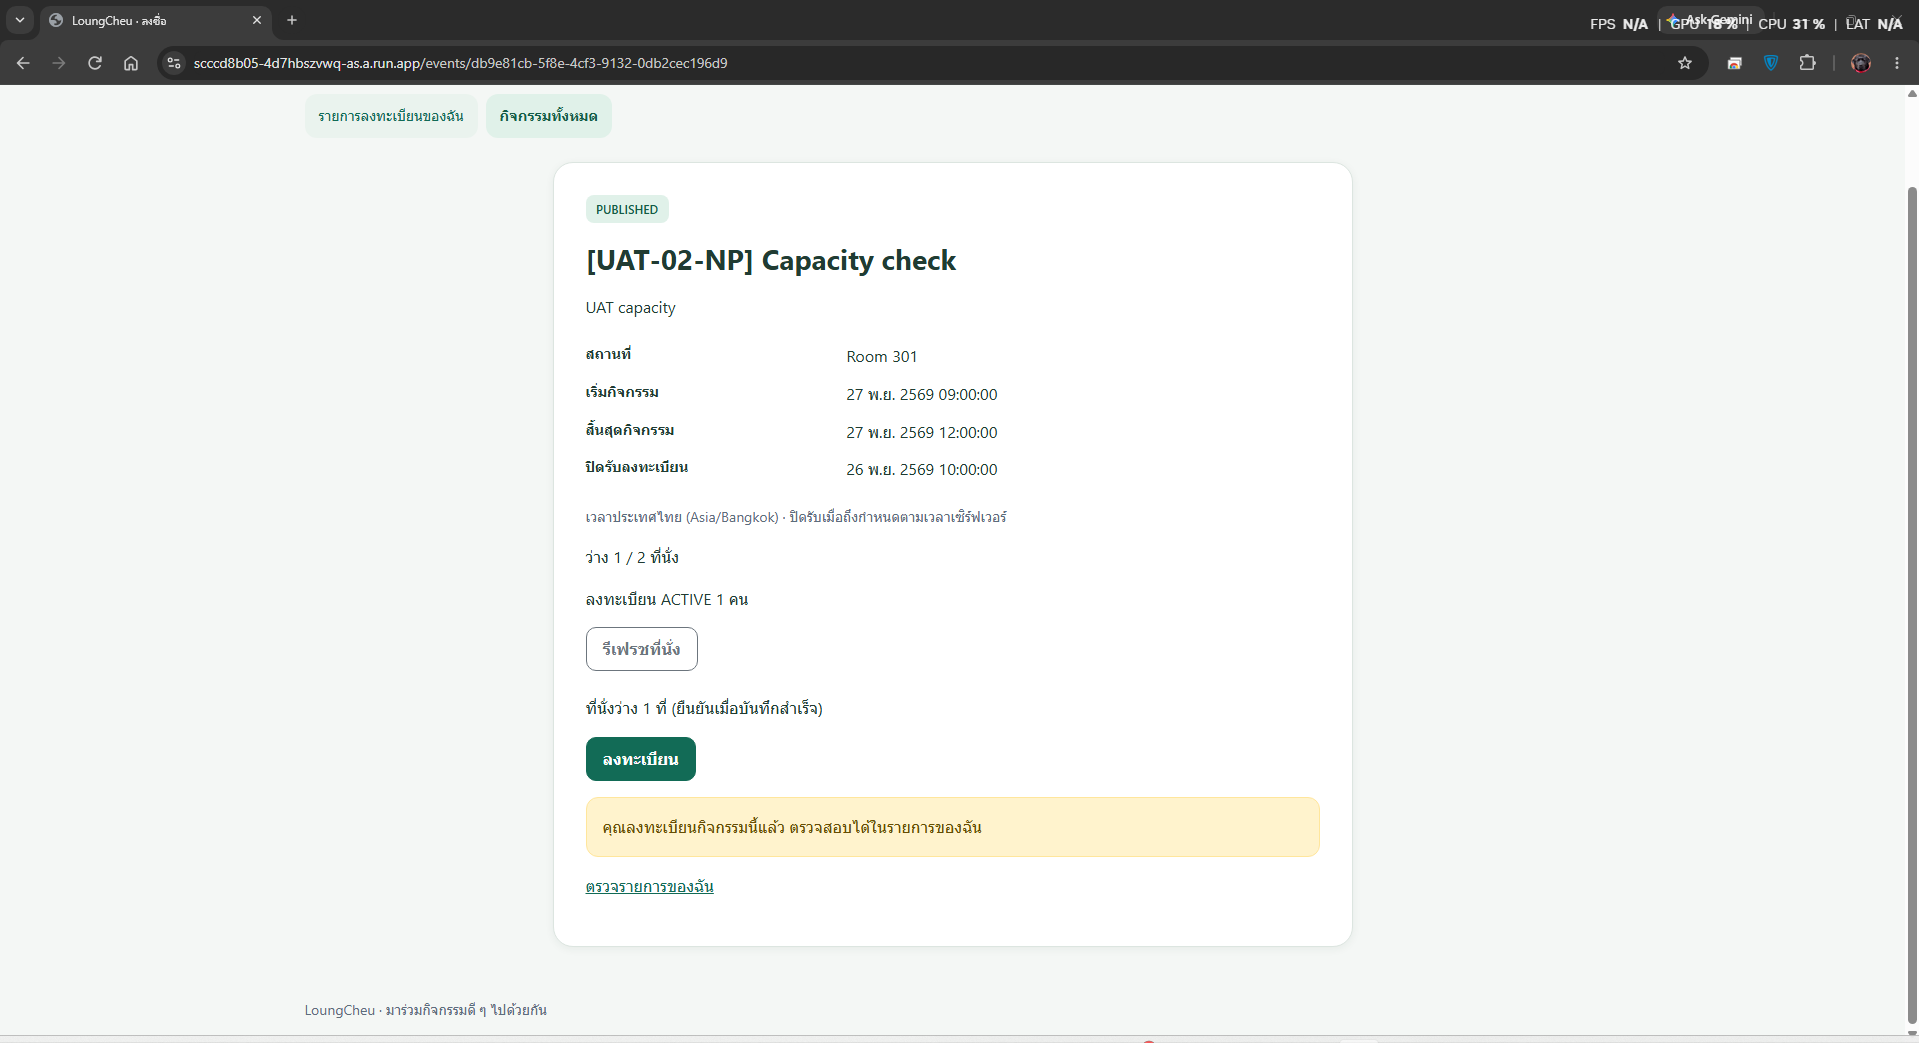 LoungCheu · ลงชื่อ
Ask Gemini
FPS N/A | GPU 18 % | CPU 31 % | LAT N/A
scccd8b05-4d7hbszvwq-as.a.run.app/events/db9e81cb-5f8e-4cf3-9132-0db2cec196d9
รายการลงทะเบียนของฉัน
กิจกรรมทั้งหมด
PUBLISHED
[UAT-02-NP] Capacity check
UAT capacity
สถานที่ Room 301
เริ่มกิจกรรม 27 พ.ย. 2569 09:00:00
สิ้นสุดกิจกรรม 27 พ.ย. 2569 12:00:00
ปิดรับลงทะเบียน 26 พ.ย. 2569 10:00:00
เวลาประเทศไทย (Asia/Bangkok) · ปิดรับเมื่อถึงกำหนดตามเวลาเซิร์ฟเวอร์
ว่าง 1 / 2 ที่นั่ง
ลงทะเบียน ACTIVE 1 คน
รีเฟรชที่นั่ง
ที่นั่งว่าง 1 ที่ (ยืนยันเมื่อบันทึกสำเร็จ)
ลงทะเบียน
คุณลงทะเบียนกิจกรรมนี้แล้ว ตรวจสอบได้ในรายการของฉัน
ตรวจรายการของฉัน
LoungCheu · มาร่วมกิจกรรมดี ๆ ไปด้วยกัน